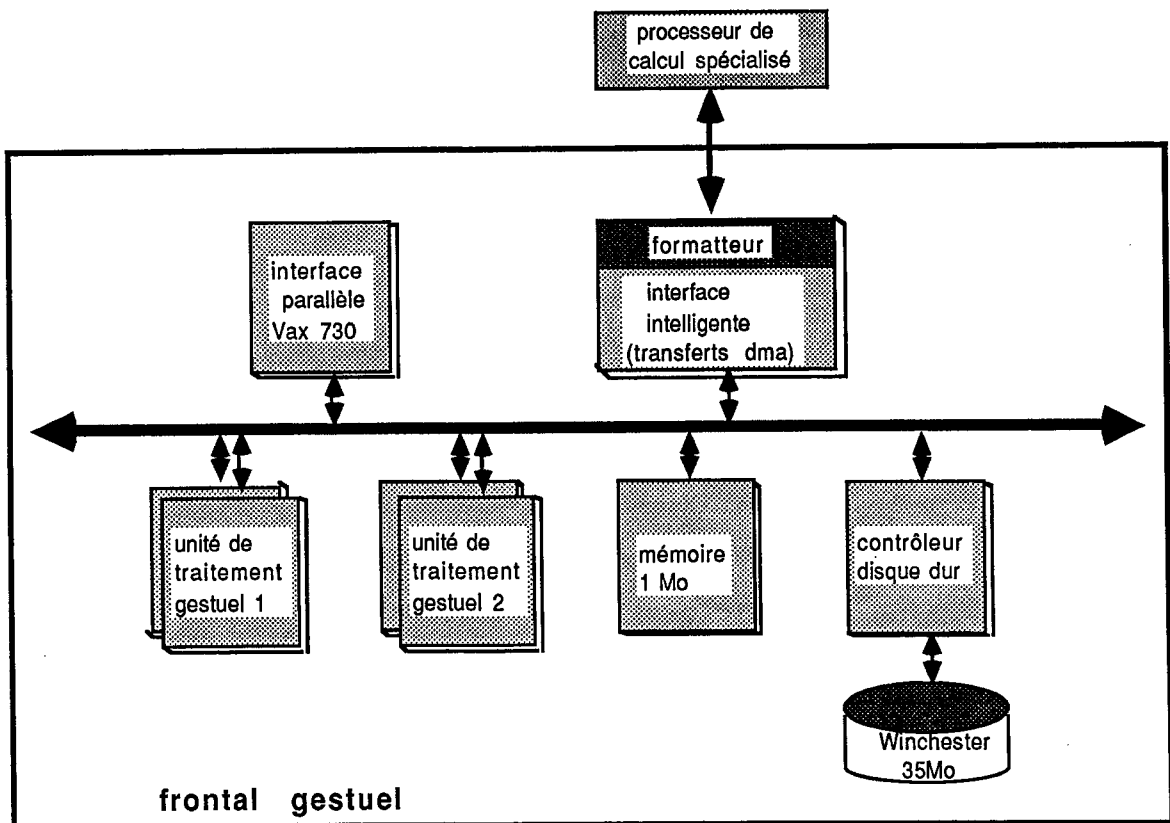 processeur de
calcul spécialisé
formatteur
interface
intelligente
(transferts dma)
interface
parallèle
Vax 730
unité de
traitement
gestuel 1
unité de
traitement
gestuel 2
mémoire
1 Mo
contrôleur
disque dur
Winchester
35Mo
frontal gestuel